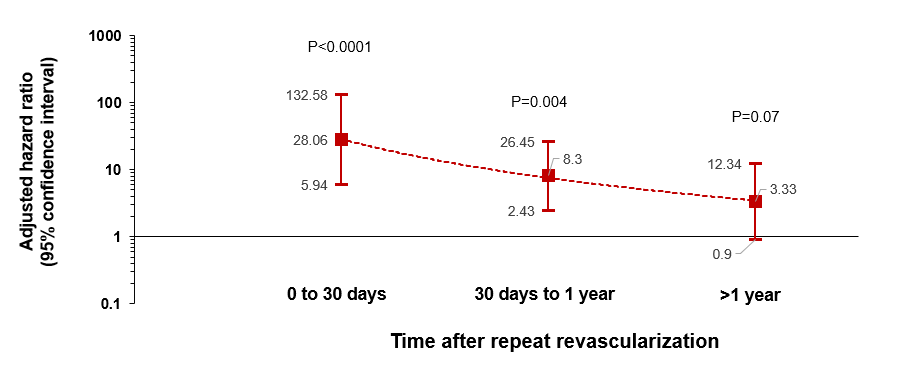 Adjusted hazard ratio
(95% confidence interval)
1000
100
10
1
0.1
P<0.0001
132.58
28.06
5.94
P=0.004
26.45
8.3
2.43
P=0.07
12.34
3.33
0.9
0 to 30 days
30 days to 1 year
>1 year
Time after repeat revascularization